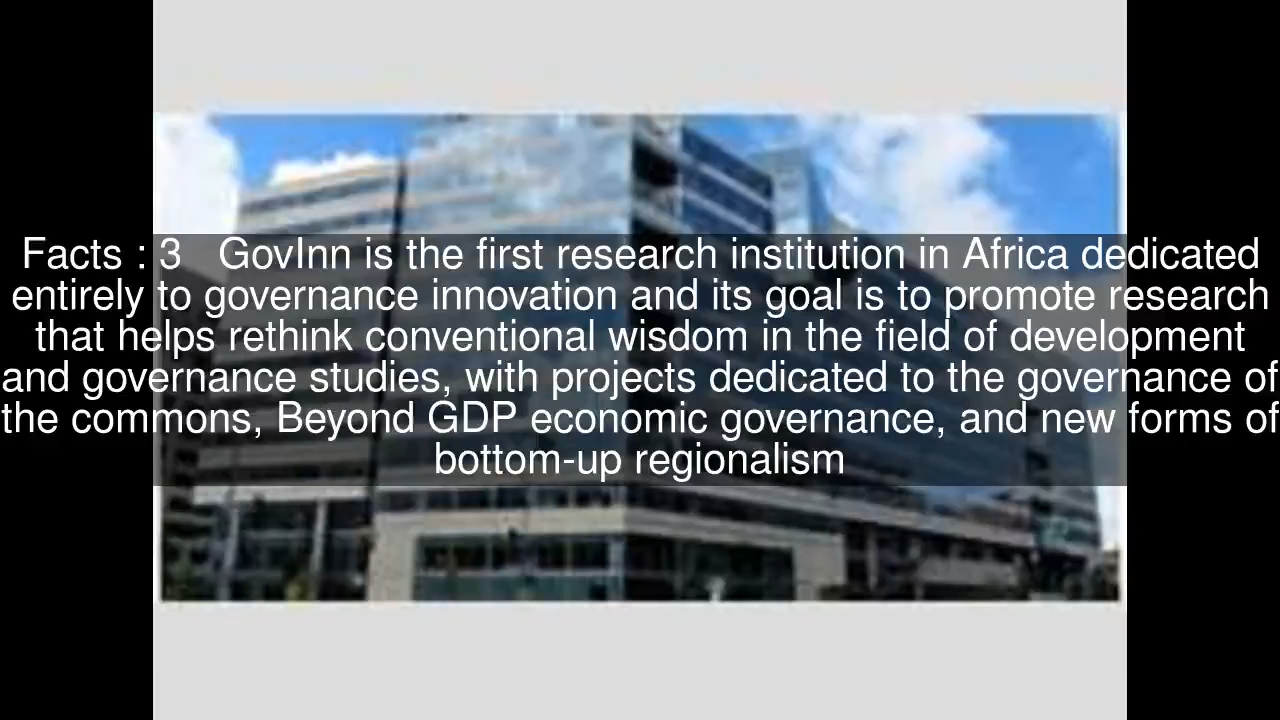 Facts : 3 GovInn is the first research institution in Africa dedicated
entirely to governance innovation and its goal is to promote research
that helps rethink conventional wisdom in the field of development
and governance studies, with projects dedicated to the governance of
the commons, Beyond GDP economic governance, and new forms of
bottom-up regionalism